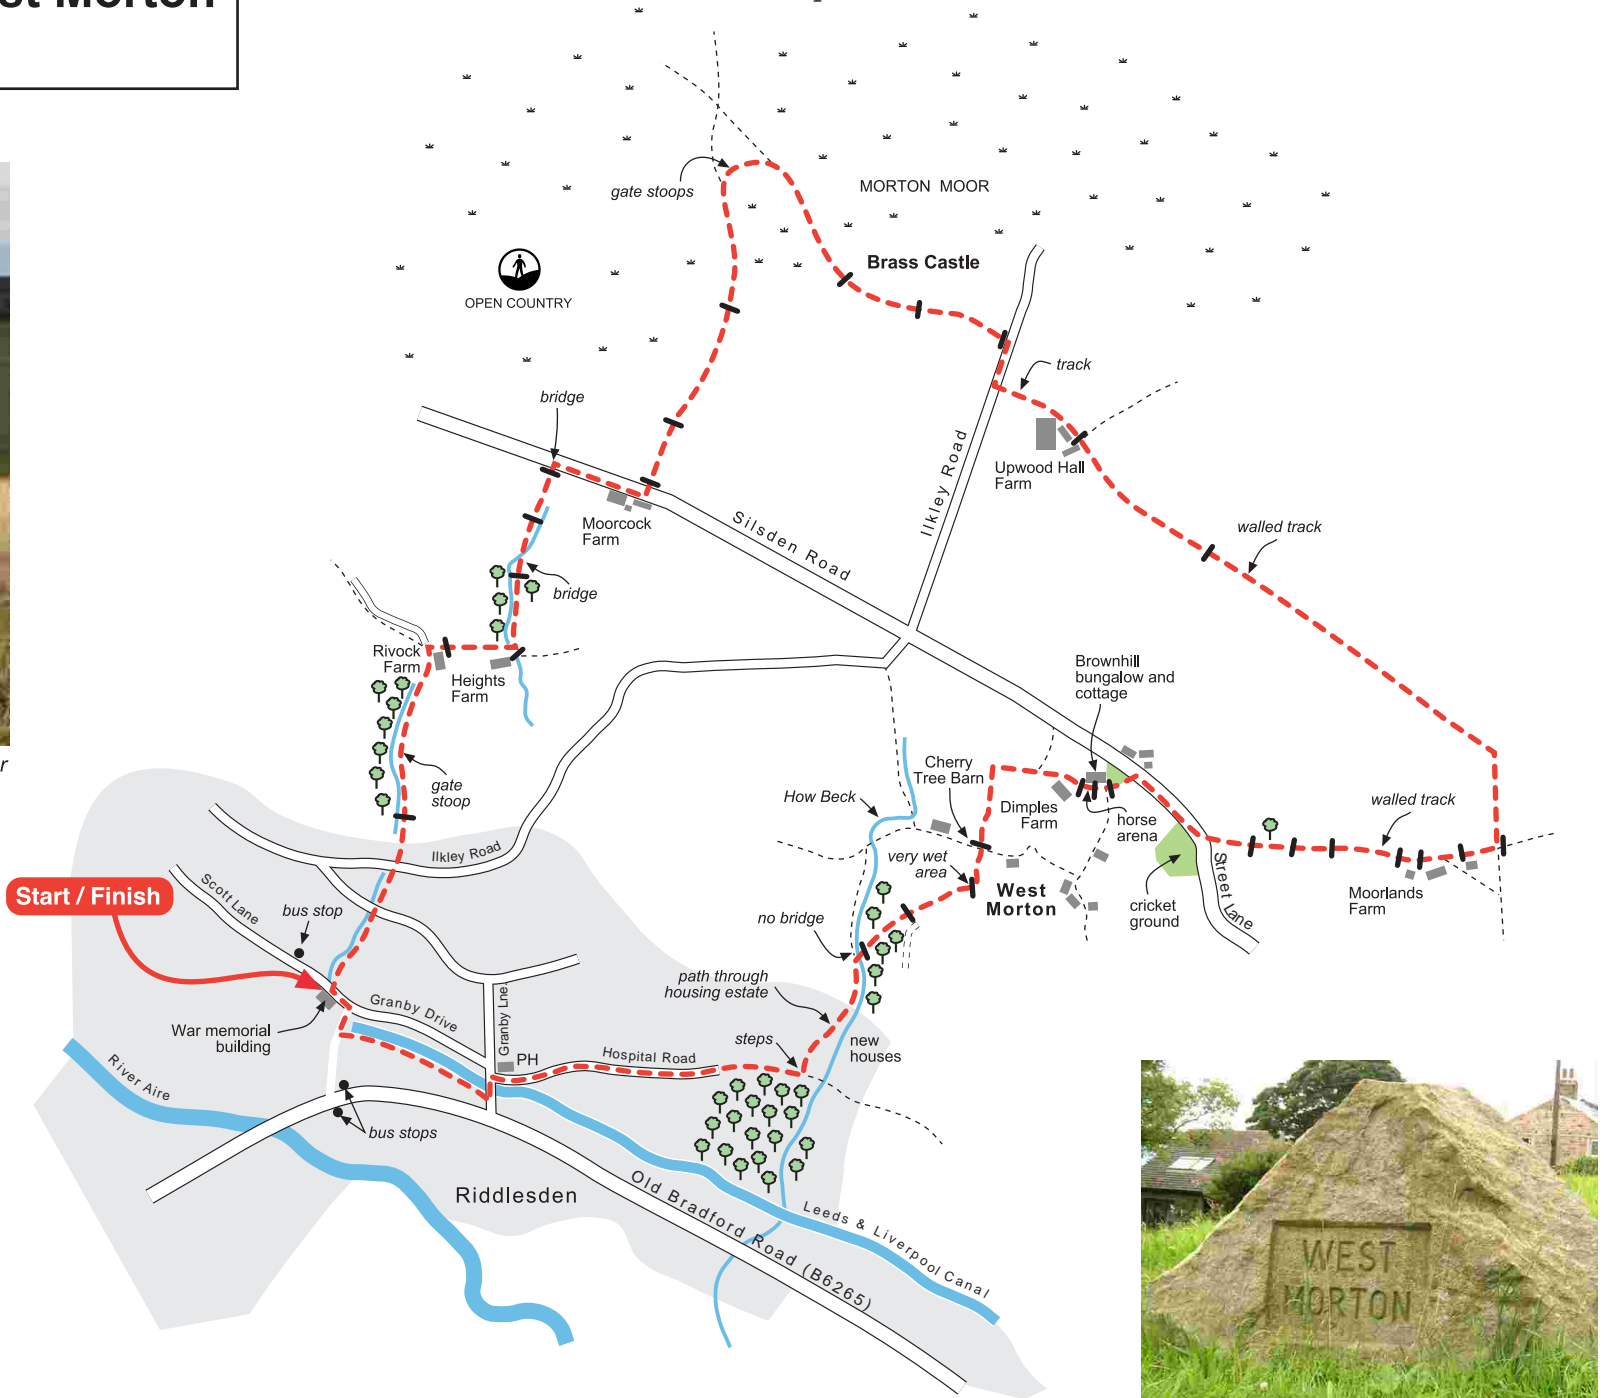 st Morton
gate stoops
MORTON MOOR
OPEN COUNTRY
Brass Castle
track
bridge
Ilkley Road
Upwood Hall
Farm
Moorcock
Farm
Silsden Road
walled track
bridge
Rivock
Farm
Heights
Farm
Brownhill
bungalow and
cottage
r
gate
stoop
Cherry
Tree Barn
How Beck
Dimples
Farm
horse
arena
walled track
Ilkley Road
very wet
area
Street Lane
Start / Finish
Scott Lane
bus stop
West
Morton
cricket
ground
Moorlands
Farm
no bridge
path through
housing estate
Granby Drive
Granby Lne.
War memorial
building
PH
Hospital Road
steps
new
houses
River Aire
bus stops
Riddlesden
Old Bradford Road (B6265)
Leeds & Liverpool Canal
WEST
MORTON